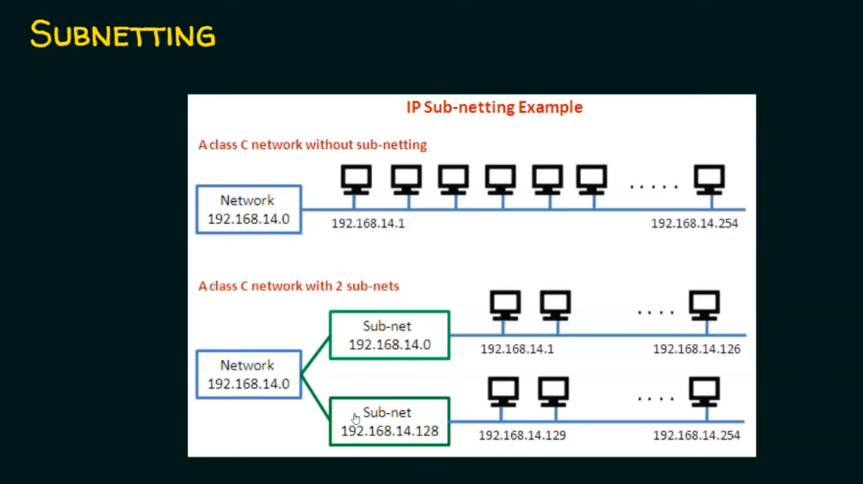 SUBNETTING
IP Sub-netting Example
A class C network without sub-netting
Network
192.168.14.0
192.168.14.1
192.168.14.254
A class C network with 2 sub-nets
Sub-net
192.168.14.0
192.168.14.1
192.168.14.126
Network
192.168.14.0
Sub-net
192.168.14.128
192.168.14.129
192.168.14.254